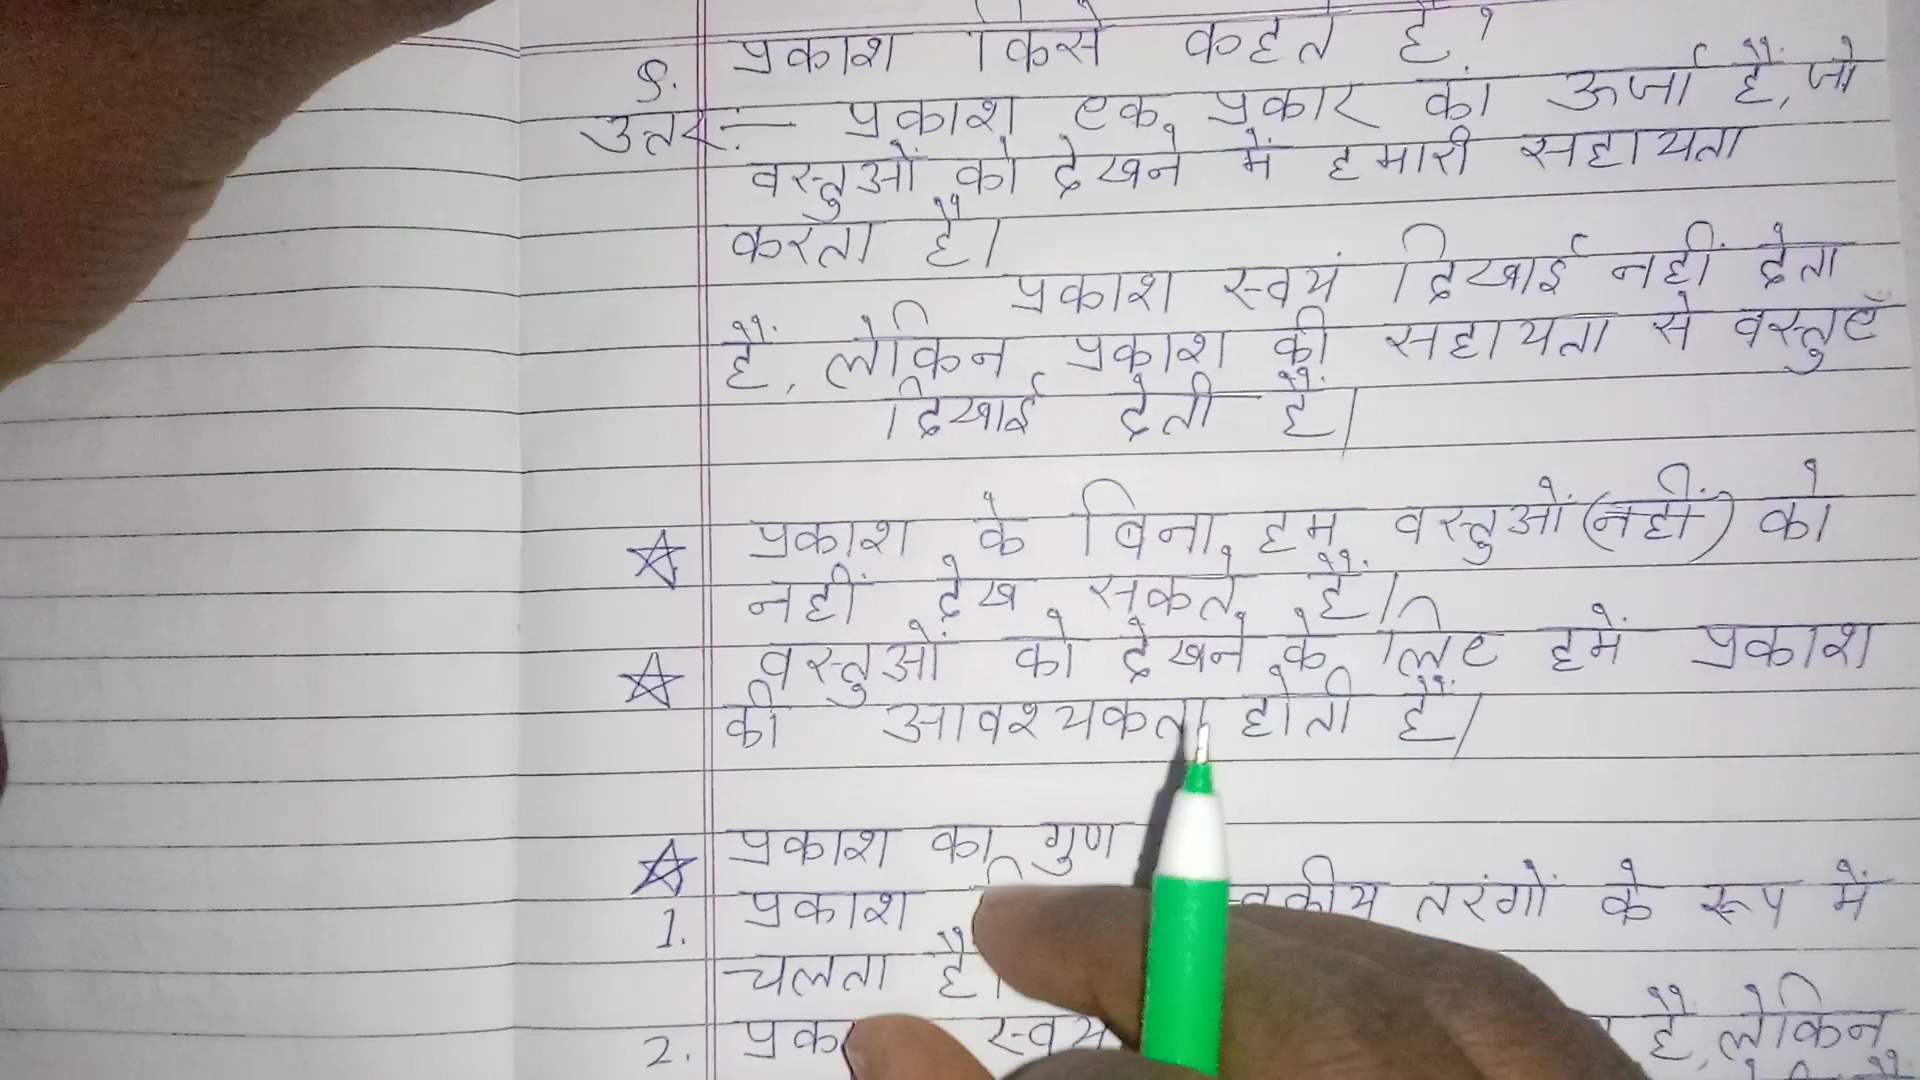 प्रकाश किसे कहते है?
Q.
उत्तर:— प्रकाश एक प्रकार की ऊर्जा है, जो
वस्तुओं को देखने में हमारी सहायता
करता है।
प्रकाश स्वयं दिखाई नहीं देता
है, लेकिन प्रकाश की सहायता से वस्तुएँ
दिखाई देती है।
☆ प्रकाश के बिना हम वस्तुओं (नहीं) को
नहीं देख सकते हैं।
☆ वस्तुओं को देखने के लिए हमें प्रकाश
की आवश्यकता होती है।
☆ प्रकाश का गुण
1. प्रकाश तरंगों के रूप में
चलता है
2. स्वयं है, लेकिन